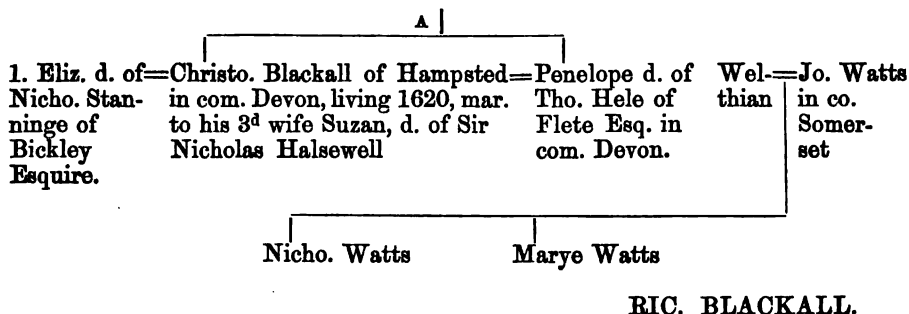 A
1. Eliz. d. of=Christo. Blackall of Hampsted=Penelope d. of Wel-=Jo. Watts
Nicho. Stan- in com. Devon, living 1620, mar. Tho. Hele of thian in co.
ninge of to his 3d wife Suzan, d. of Sir Flete Esq. in Somer-
Bickley Nicholas Halsewell com. Devon. set
Esquire.
Nicho. Watts Marye Watts
RIC. BLACKALL.